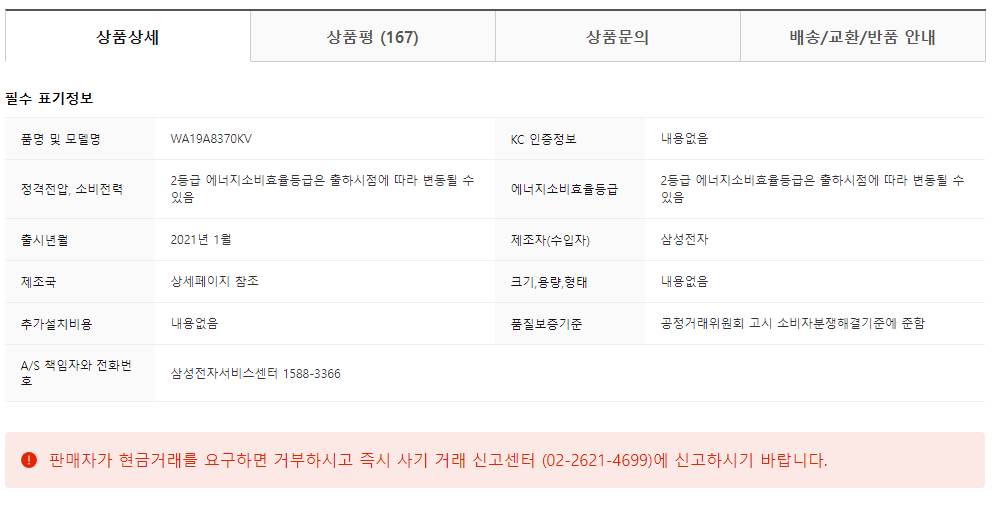 상품상세
상품평 (167)
상품문의
배송/교환/반품 안내
필수 표기정보
품명 및 모델명
WA19A8370KV
KC 인증정보
내용없음
정격전압, 소비전력
2등급 에너지소비효율등급은 출하시점에 따라 변동될 수
있음
에너지소비효율등급
2등급 에너지소비효율등급은 출하시점에 따라 변동될 수
있음
출시년월
2021년 1월
제조자(수입자)
삼성전자
제조국
상세페이지 참조
크기,용량,형태
내용없음
추가설치비용
내용없음
품질보증기준
공정거래위원회 고시 소비자분쟁해결기준에 준함
A/S 책임자와 전화번
호
삼성전자서비스센터 1588-3366
판매자가 현금거래를 요구하면 거부하시고 즉시 사기 거래 신고센터 (02-2621-4699)에 신고하시기 바랍니다.